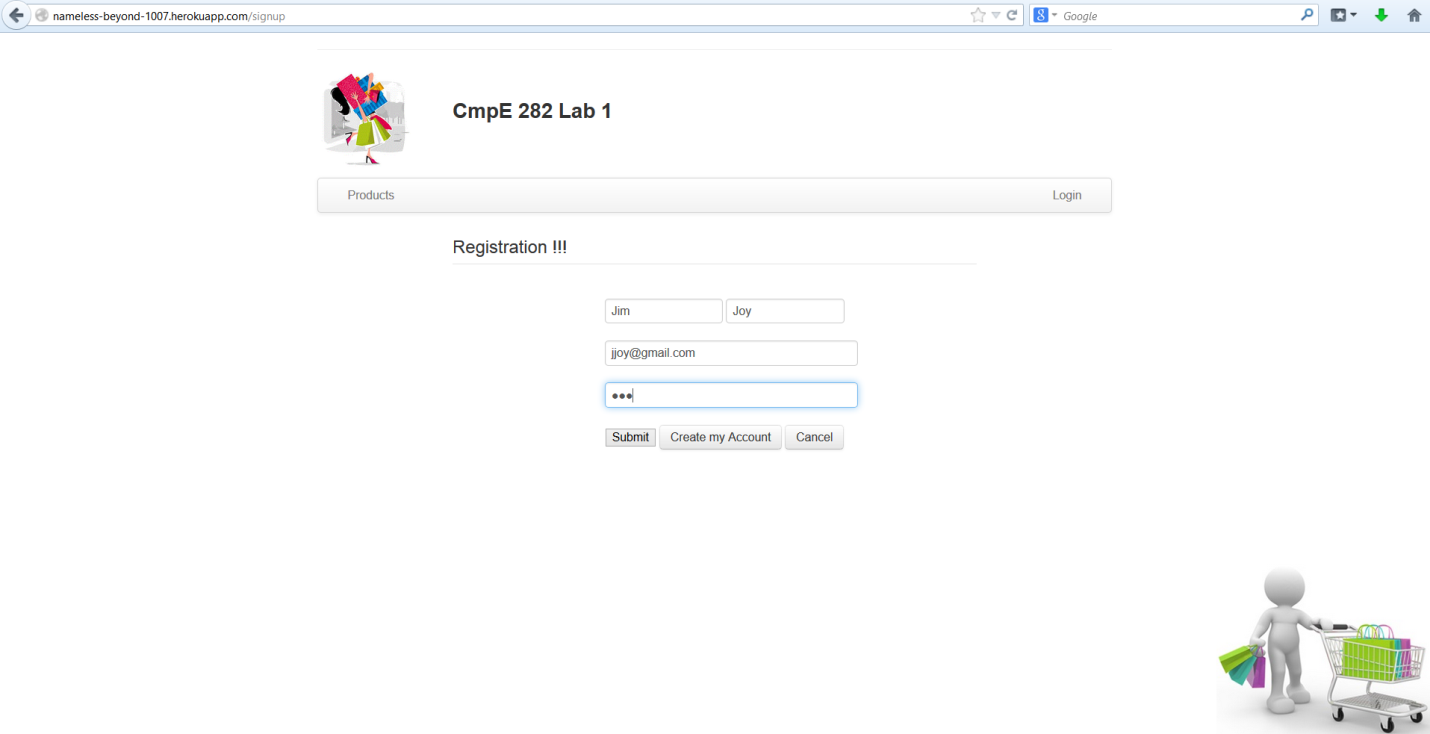 nameless-beyond-1007.herokuapp.com/signup
Google
CmpE 282 Lab 1
Products Login
Registration !!!
Jim Joy
jjoy@gmail.com
●●●
Submit Create my Account Cancel